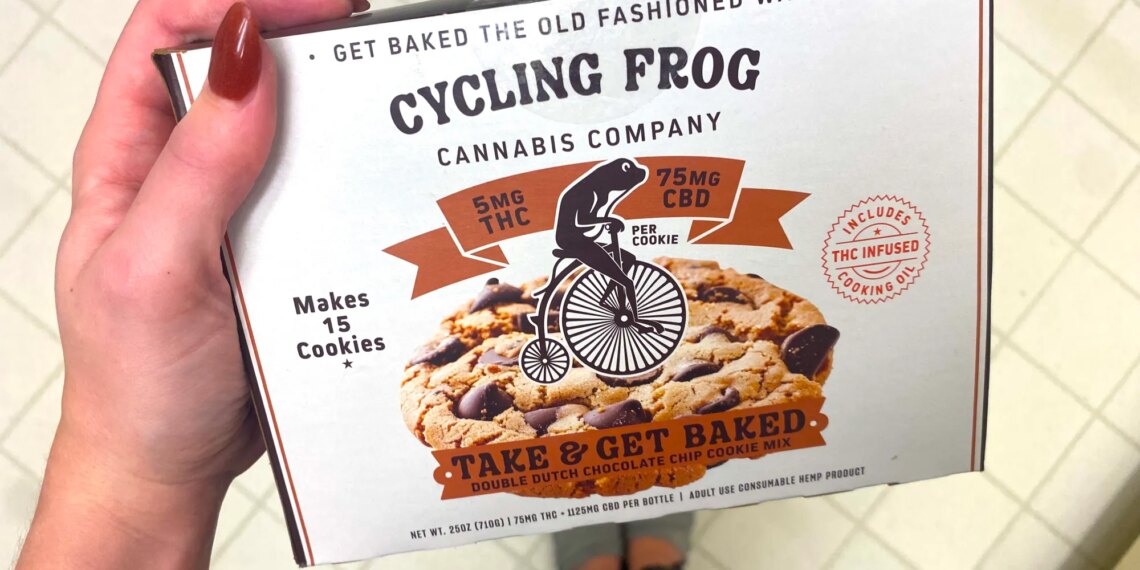 • GET BAKED THE OLD FASHIONED
CYCLING FROG
CANNABIS COMPANY
5MG
THC
75MG
CBD
PER
COOKIE
INCLUDES
THC INFUSED
COOKING OIL
Makes
15
Cookies
TAKE & GET BAKED
DOUBLE DUTCH CHOCOLATE CHIP COOKIE MIX
NET WT. 25OZ (710G) | 75MG THC • 1125MG CBD PER BOTTLE | ADULT USE CONSUMABLE HEMP PRODUCT